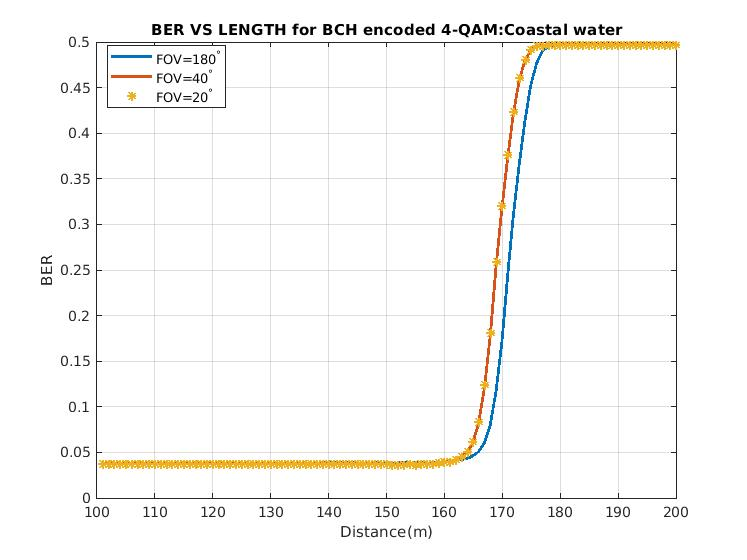 BER VS LENGTH for BCH encoded 4-QAM:Coastal water
0.5
0.45
0.4
0.35
0.3
0.25
0.2
0.15
0.1
0.05
0
BER
FOV=180°
FOV=40°
FOV=20°
100 110 120 130 140 150 160 170 180 190 200
Distance(m)